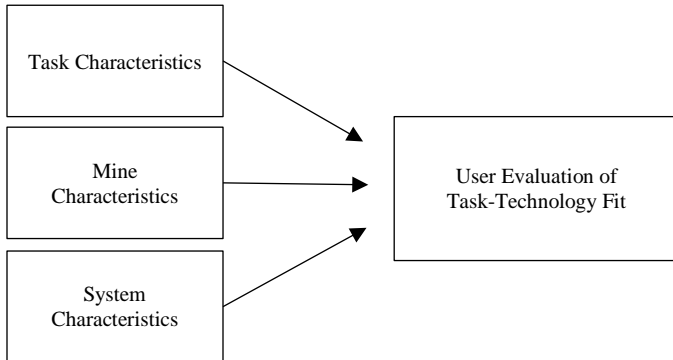 Task Characteristics
Mine
Characteristics
System
Characteristics
User Evaluation of
Task-Technology Fit